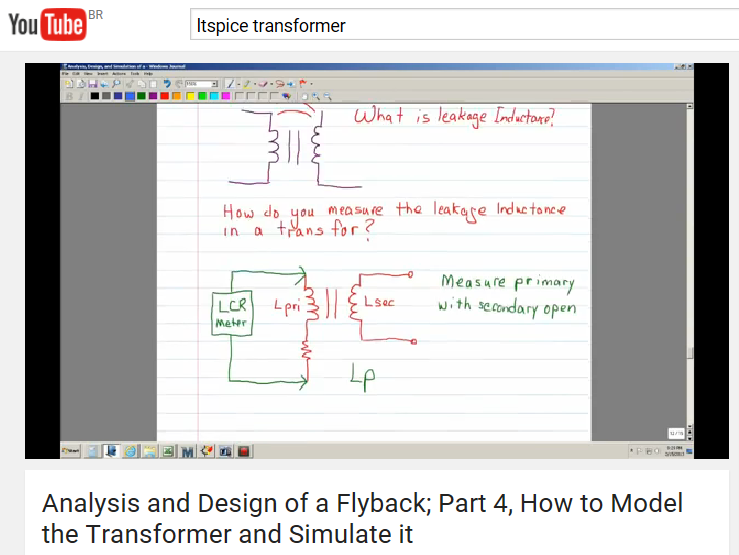 You Tube BR
ltspice transformer
What is leakage Inductance?
How do you measure the leakage Inductance
in a trans for?
LCR
Meter
Lpri
Lsec
Measure primary
with secondary open
Lp
Analysis and Design of a Flyback; Part 4, How to Model
the Transformer and Simulate it